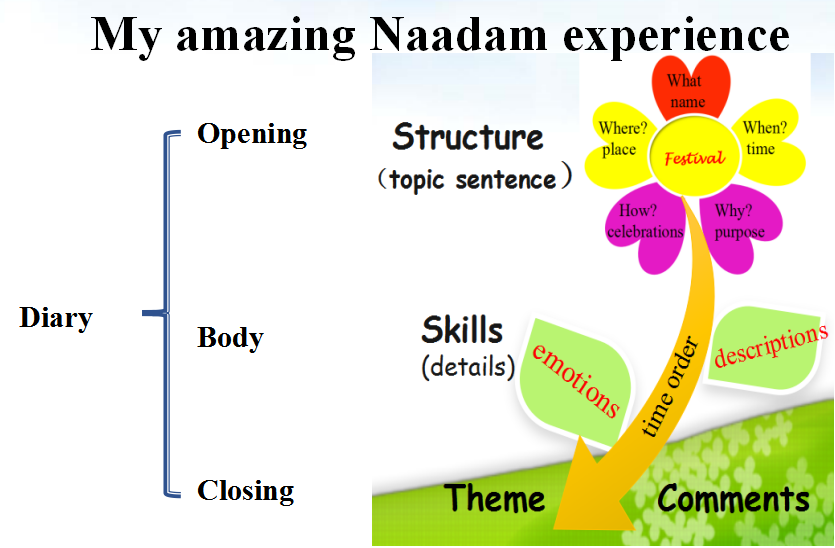 My amazing Naadam experience
Diary
Opening
Body
Closing
Structure
（topic sentence）
What
name
Where?
place
When?
time
Festival
How?
celebrations
Why?
purpose
Skills
(details)
emotions
time order
descriptions
Theme
Comments